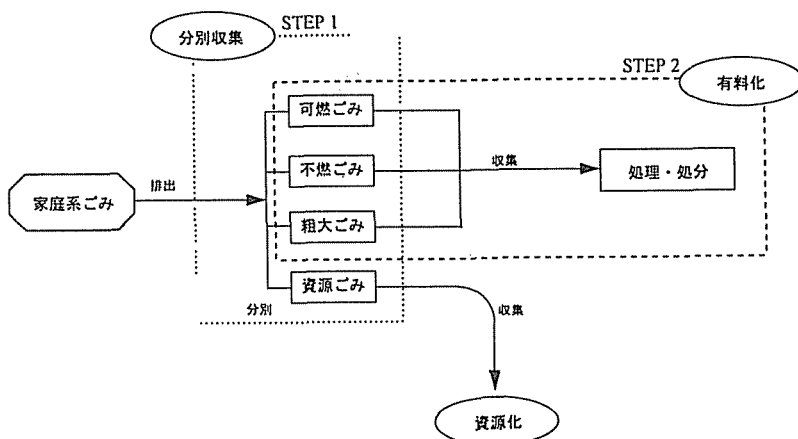 分別収集
STEP 1
STEP 2
有料化
可燃ごみ
不燃ごみ
収集
処理・処分
排出
家庭系ごみ
粗大ごみ
資源ごみ
分別
収集
資源化